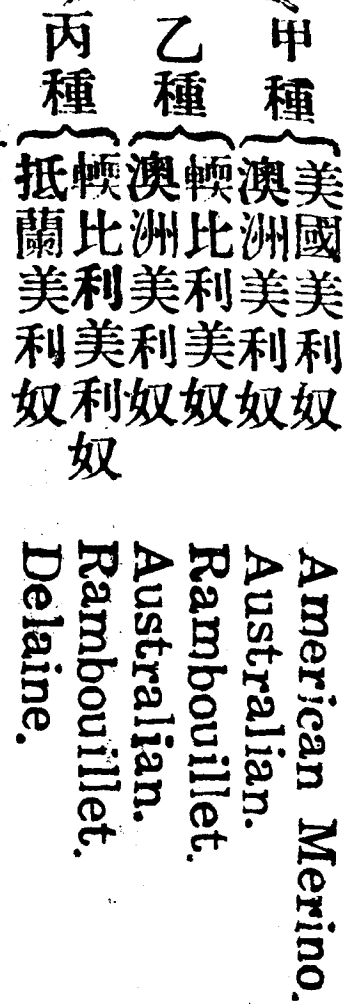 甲種
美國美利奴 American Merino.
澳洲美利奴 Australian.
乙種
輭比利美奴 Rambouillet.
澳洲美利奴 Australian.
丙種
輭比利美利奴 Rambouillet.
抵蘭美利奴 Delaine.